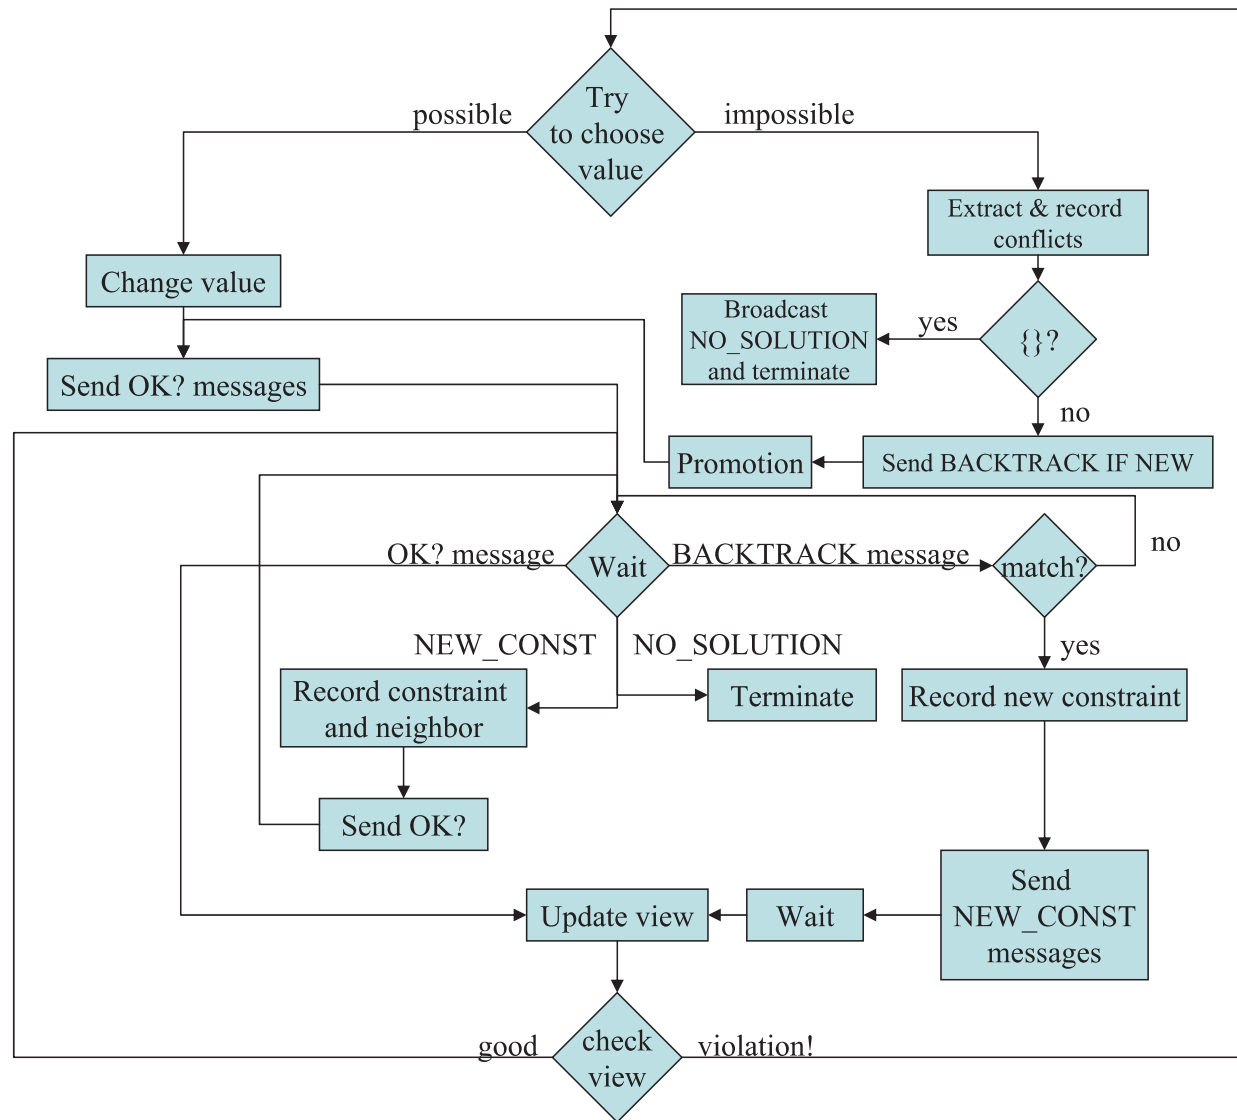 Try
to choose
value
possible
impossible
Extract & record
conflicts
Change value
Broadcast
NO_SOLUTION
and terminate
yes
{}?
Send OK? messages
no
Promotion
Send BACKTRACK IF NEW
OK? message
Wait
BACKTRACK message
match?
no
NEW_CONST
NO_SOLUTION
yes
Record constraint
and neighbor
Terminate
Record new constraint
Send OK?
Send
NEW_CONST
messages
Update view
Wait
good
check
view
violation!